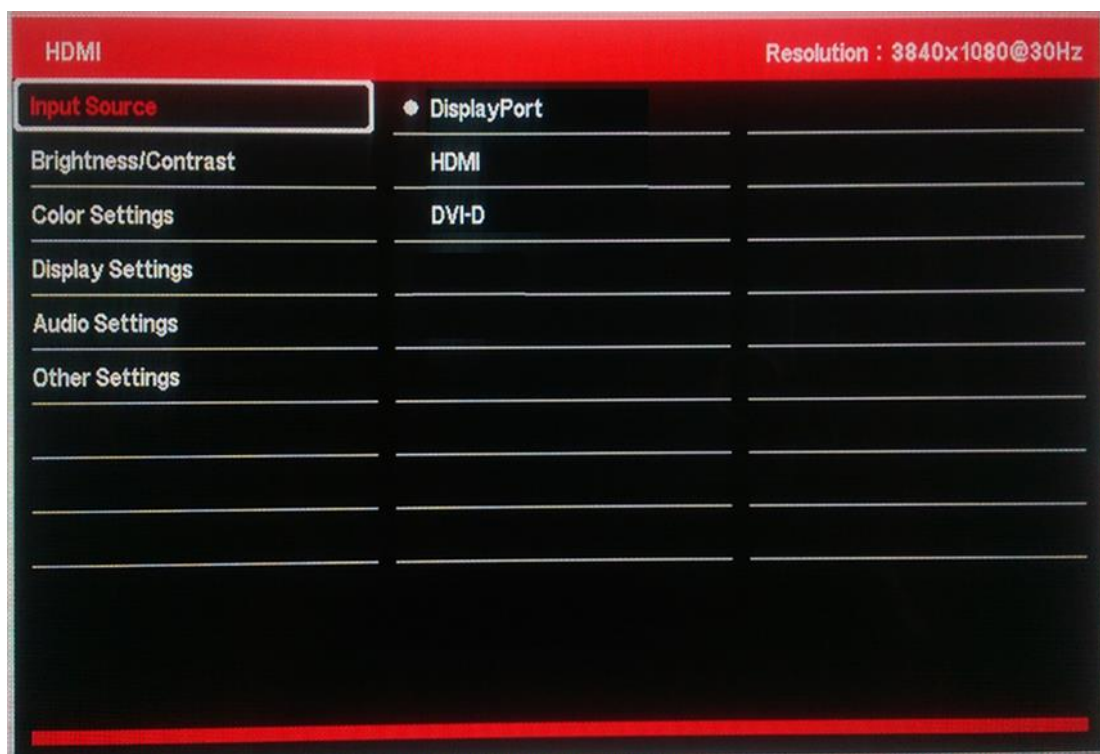 HDMI
Resolution : 3840x1080@30Hz
Input Source
DisplayPort
Brightness/Contrast
HDMI
Color Settings
DVI-D
Display Settings
Audio Settings
Other Settings